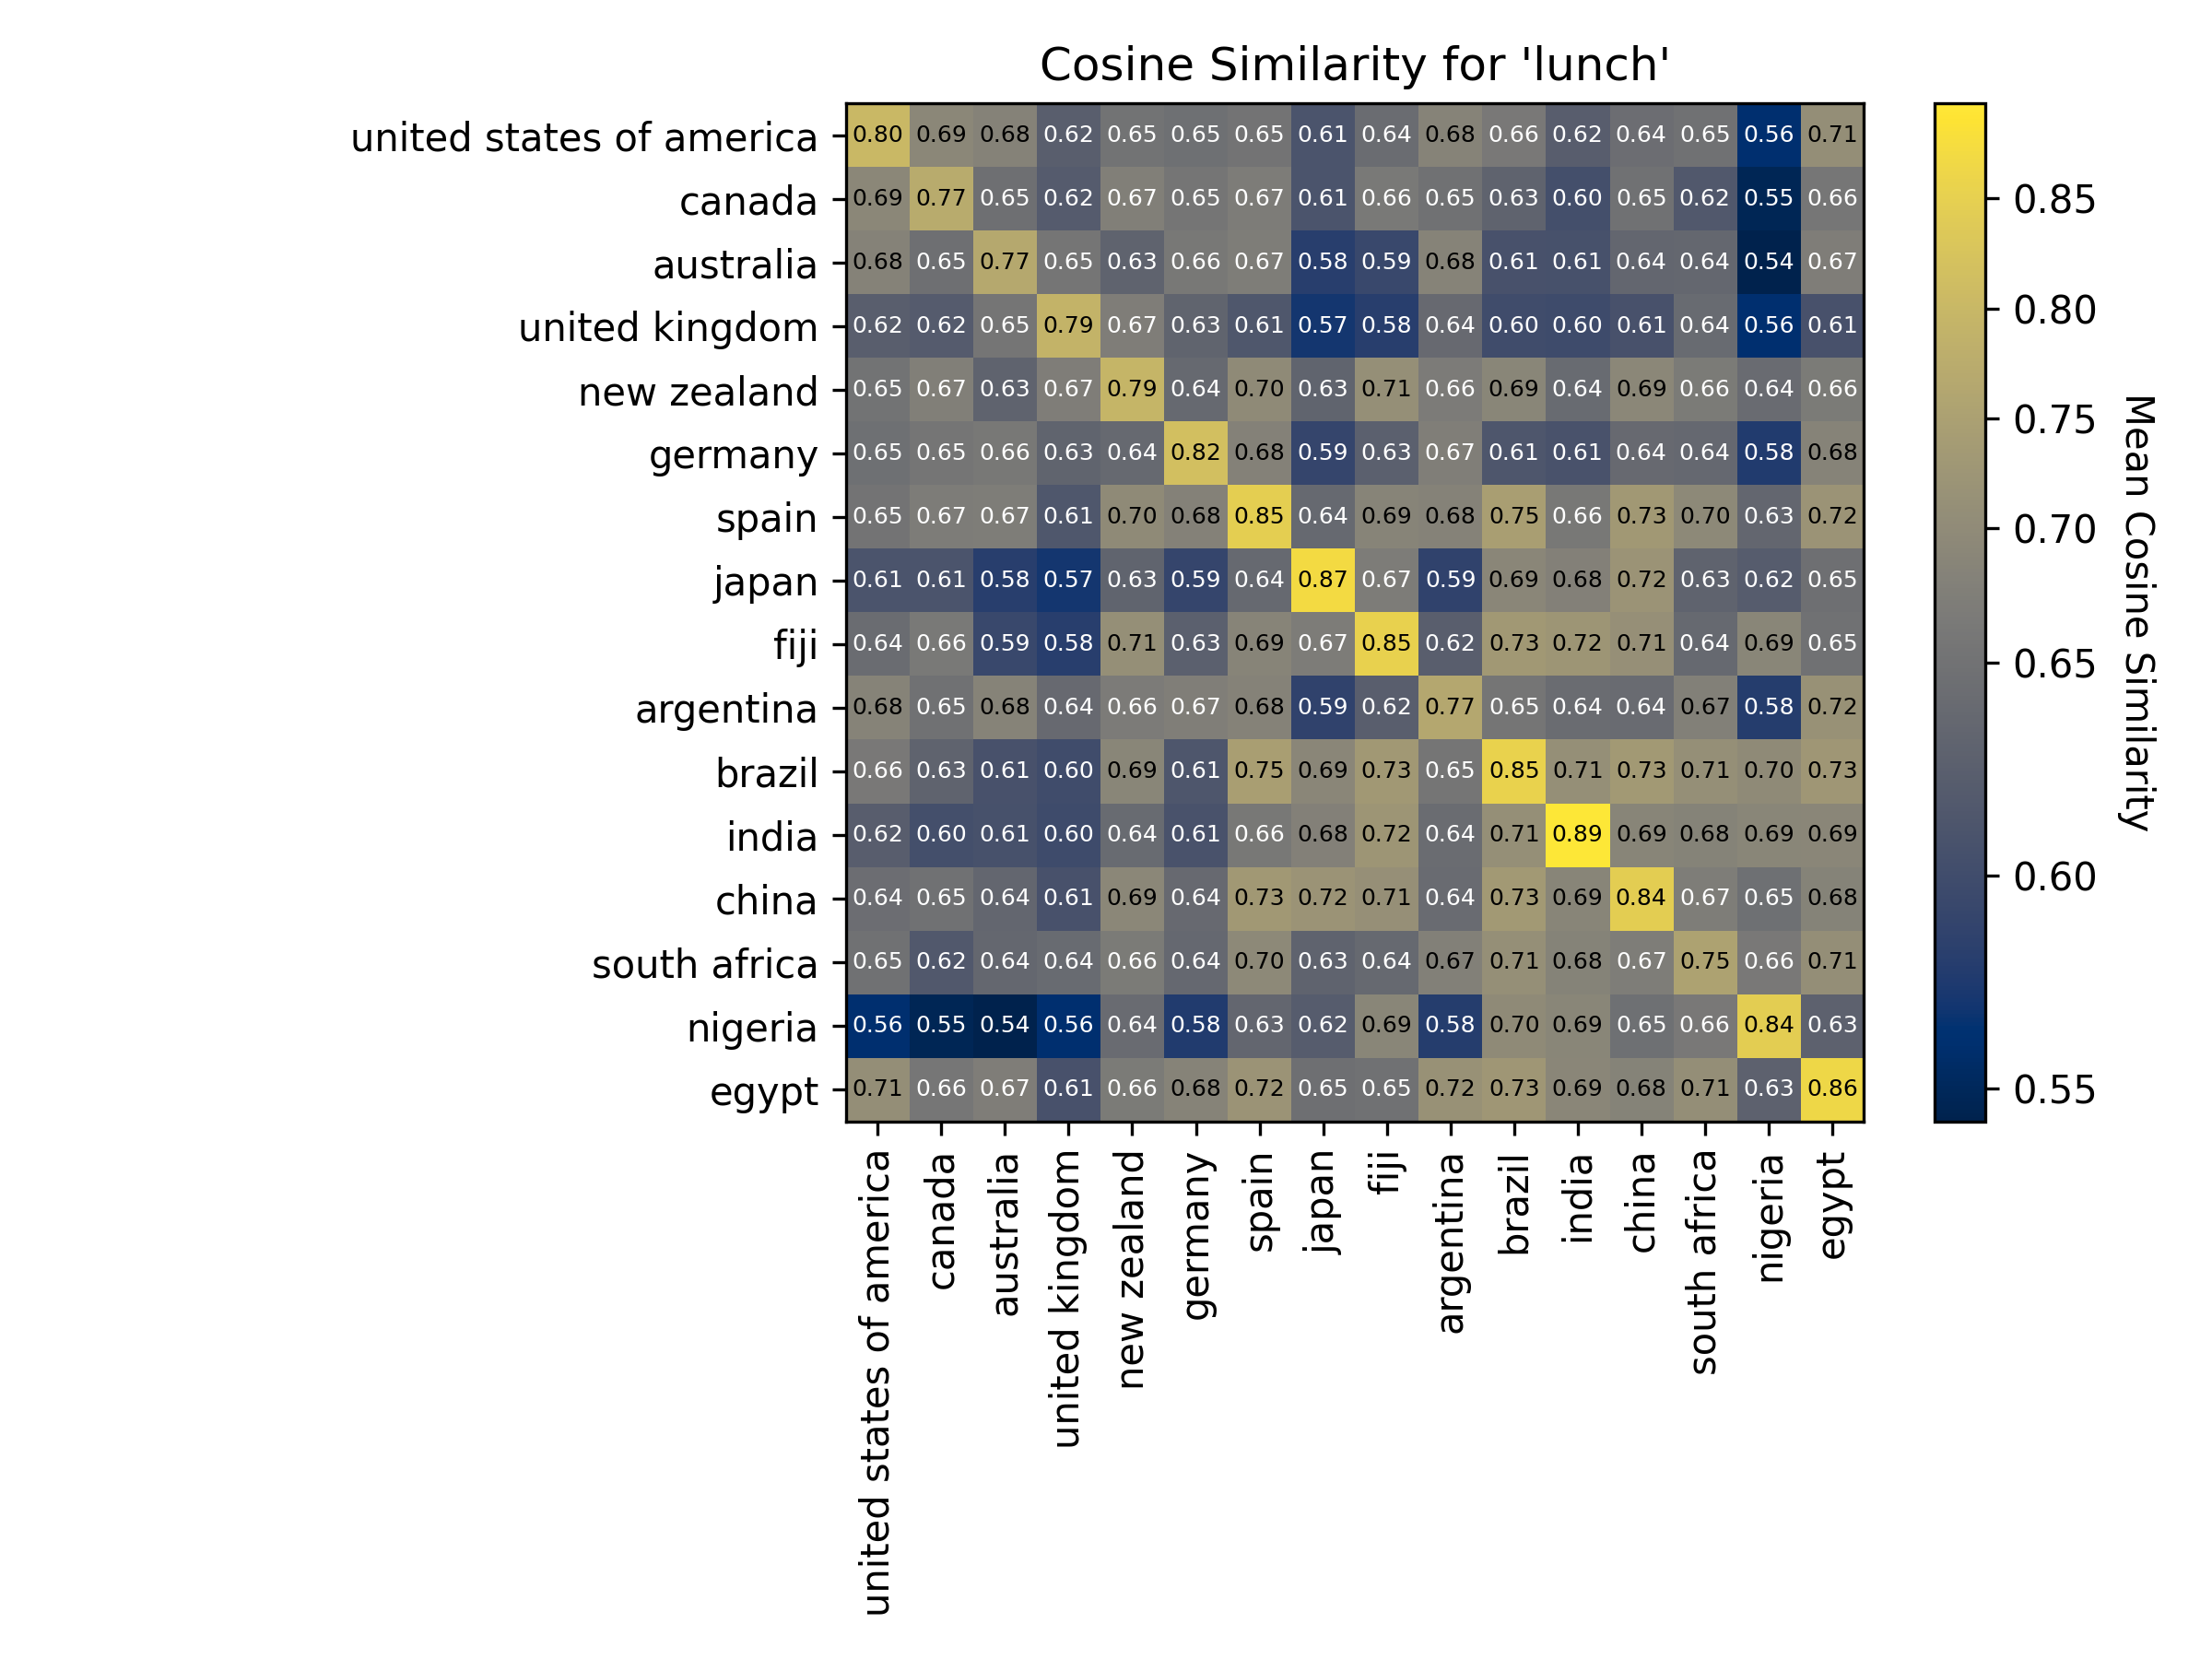 Cosine Similarity for 'lunch'
united states of america 0.80 0.69 0.68 0.62 0.65 0.65 0.65 0.61 0.64 0.68 0.66 0.62 0.64 0.65 0.56 0.71
canada 0.69 0.77 0.65 0.62 0.67 0.65 0.67 0.61 0.66 0.65 0.63 0.60 0.65 0.62 0.55 0.66
australia 0.68 0.65 0.77 0.65 0.63 0.66 0.67 0.58 0.59 0.68 0.61 0.61 0.64 0.64 0.54 0.67
united kingdom 0.62 0.62 0.65 0.79 0.67 0.63 0.61 0.57 0.58 0.64 0.60 0.60 0.61 0.64 0.56 0.61
new zealand 0.65 0.67 0.63 0.67 0.79 0.64 0.70 0.63 0.71 0.66 0.69 0.64 0.69 0.66 0.64 0.66
germany 0.65 0.65 0.66 0.63 0.64 0.82 0.68 0.59 0.63 0.67 0.61 0.61 0.64 0.64 0.58 0.68
spain 0.65 0.67 0.67 0.61 0.70 0.68 0.85 0.64 0.69 0.68 0.75 0.66 0.73 0.70 0.63 0.72
japan 0.61 0.61 0.58 0.57 0.63 0.59 0.64 0.87 0.67 0.59 0.69 0.68 0.72 0.63 0.62 0.65
fiji 0.64 0.66 0.59 0.58 0.71 0.63 0.69 0.67 0.85 0.62 0.73 0.72 0.71 0.64 0.69 0.65
argentina 0.68 0.65 0.68 0.64 0.66 0.67 0.68 0.59 0.62 0.77 0.65 0.64 0.64 0.67 0.58 0.72
brazil 0.66 0.63 0.61 0.60 0.69 0.61 0.75 0.69 0.73 0.65 0.85 0.71 0.73 0.71 0.70 0.73
india 0.62 0.60 0.61 0.60 0.64 0.61 0.66 0.68 0.72 0.64 0.71 0.89 0.69 0.68 0.69 0.69
china 0.64 0.65 0.64 0.61 0.69 0.64 0.73 0.72 0.71 0.64 0.73 0.69 0.84 0.67 0.65 0.68
south africa 0.65 0.62 0.64 0.64 0.66 0.64 0.70 0.63 0.64 0.67 0.71 0.68 0.67 0.75 0.66 0.71
nigeria 0.56 0.55 0.54 0.56 0.64 0.58 0.63 0.62 0.69 0.58 0.70 0.69 0.65 0.66 0.84 0.63
egypt 0.71 0.66 0.67 0.61 0.66 0.68 0.72 0.65 0.65 0.72 0.73 0.69 0.68 0.71 0.63 0.86
united states of america
canada
australia
united kingdom
new zealand
germany
spain
japan
fiji
argentina
brazil
india
china
south africa
nigeria
egypt
0.85
0.80
0.75
0.70
0.65
0.60
0.55
Mean Cosine Similarity